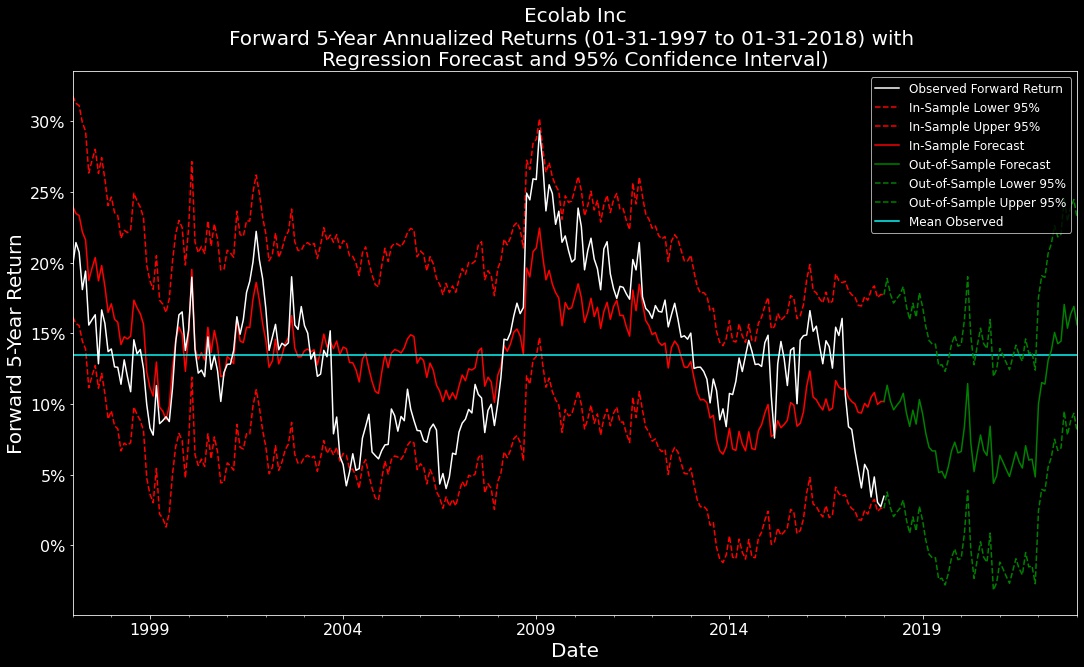 Ecolab Inc
Forward 5-Year Annualized Returns (01-31-1997 to 01-31-2018) with
Regression Forecast and 95% Confidence Interval)
Observed Forward Return
In-Sample Lower 95%
In-Sample Upper 95%
In-Sample Forecast
Out-of-Sample Forecast
Out-of-Sample Lower 95%
Out-of-Sample Upper 95%
Mean Observed
Forward 5-Year Return
30%
25%
20%
15%
10%
5%
0%
1999
2004
2009
2014
2019
Date